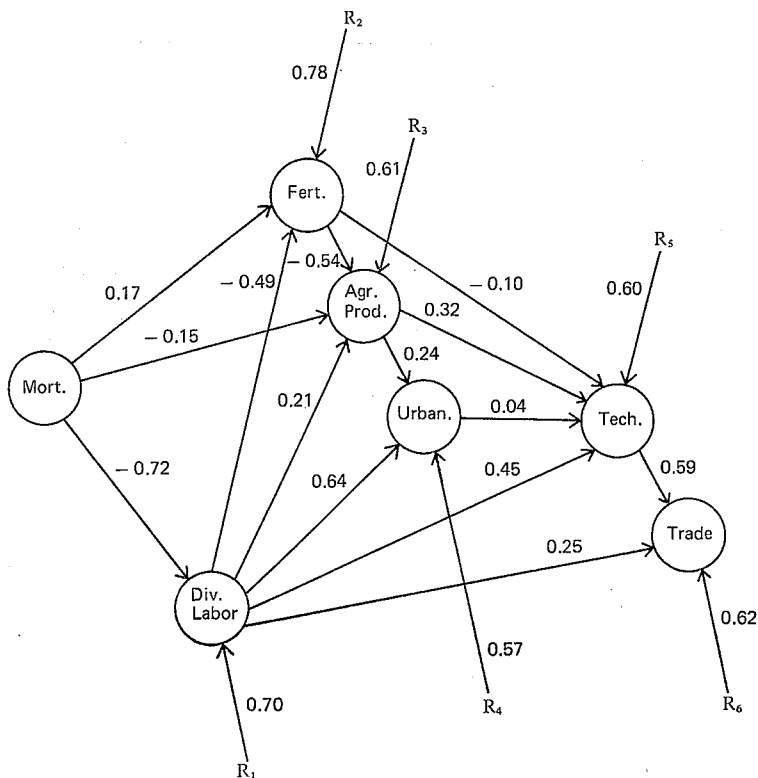 R₂
0.78
R₃
0.61
Fert.
R₅
− 0.49
− 0.54
− 0.10
0.60
0.17
Agr.
Prod.
0.32
− 0.15
0.24
Mort.
0.21
Urban.
0.04
Tech.
− 0.72
0.64
0.45
0.59
Trade
0.25
Div.
Labor
0.57
0.62
0.70
R₄
R₆
R₁